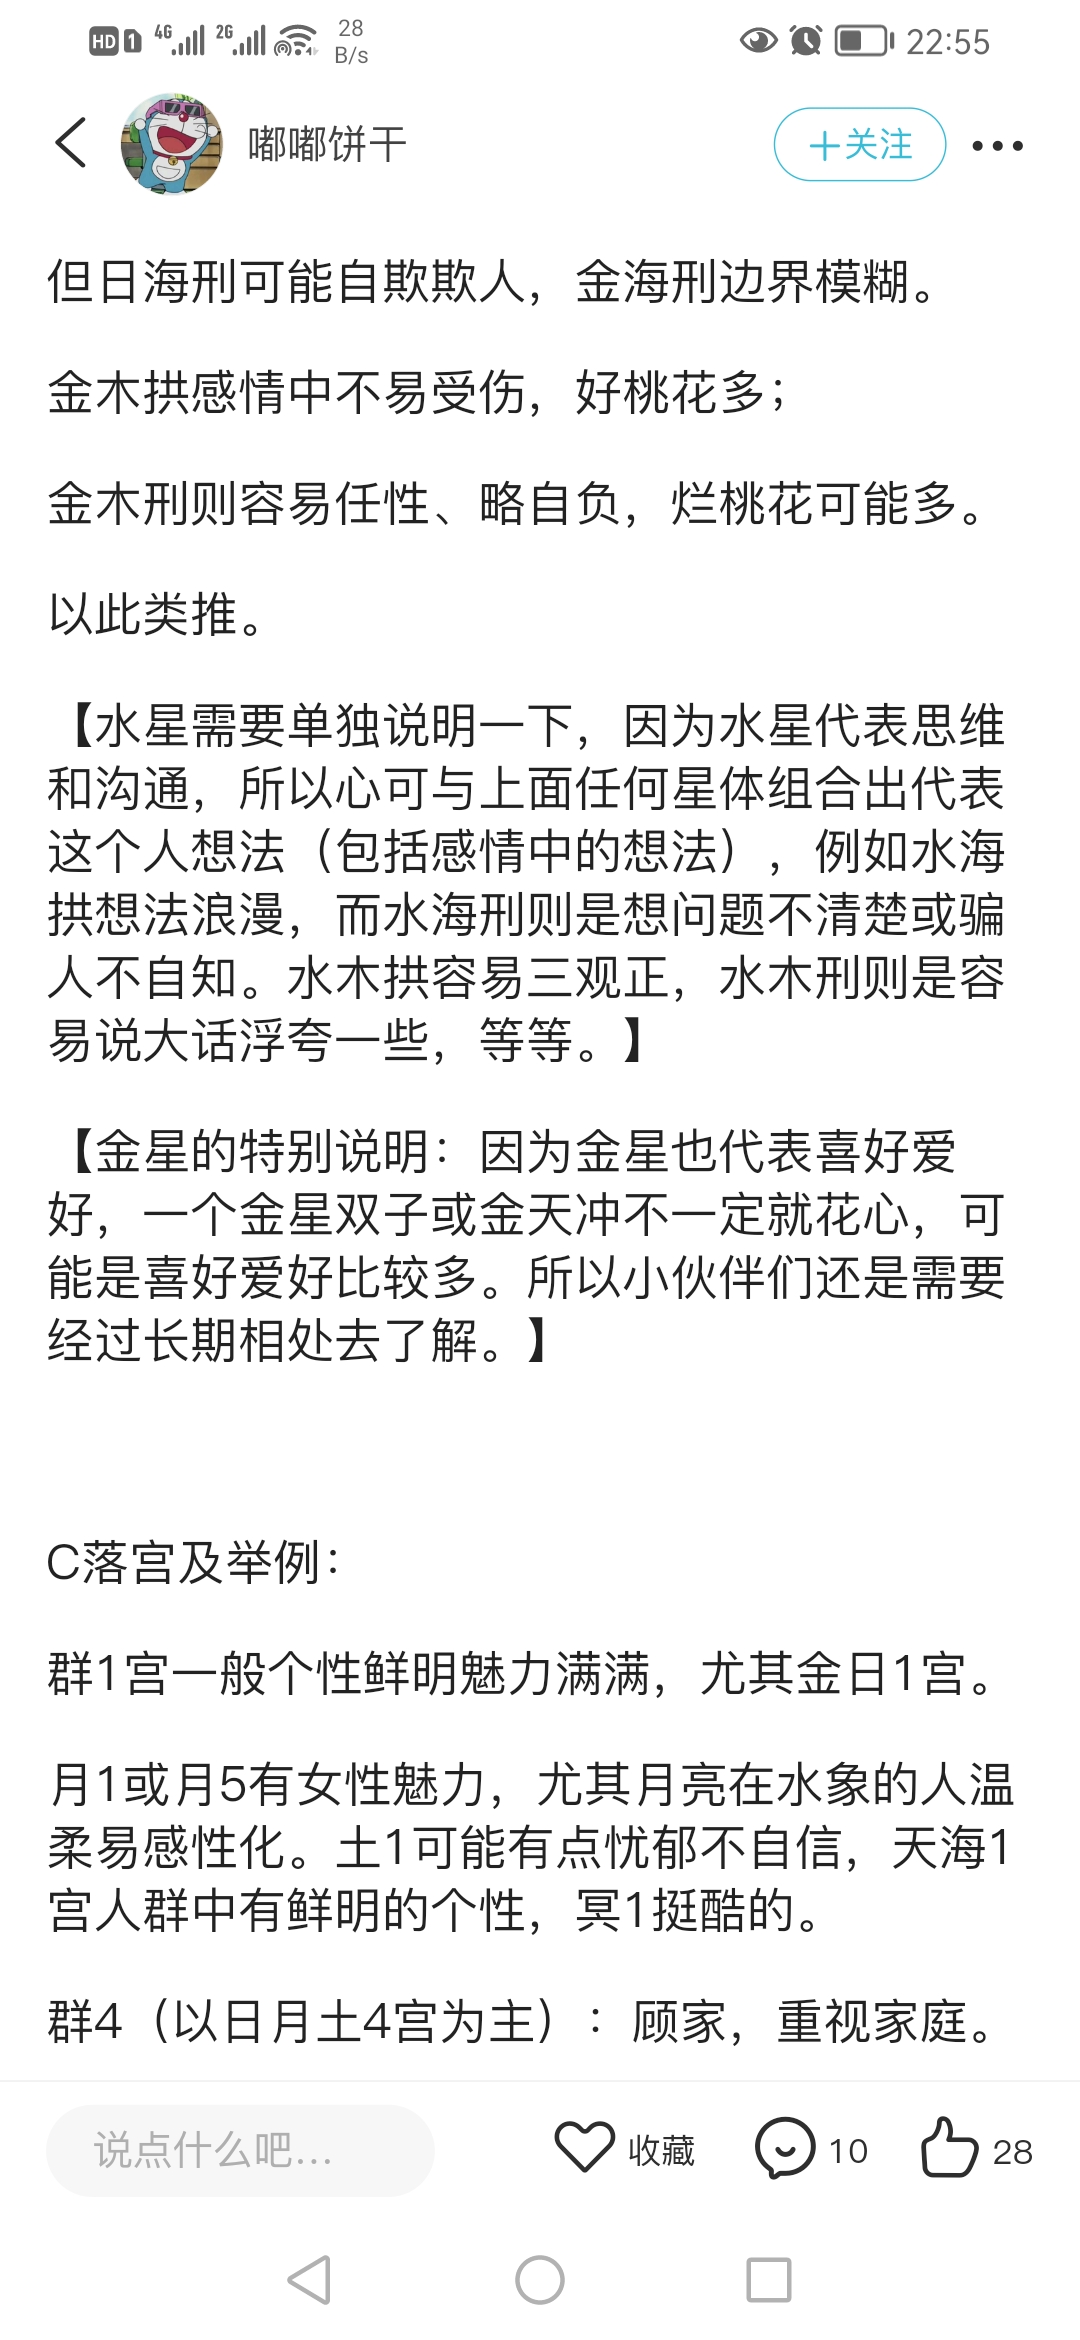 HD 1 4G 2G 28 B/s 22:55
嘟嘟饼干 +关注
但日海刑可能自欺欺人，金海刑边界模糊。
金木拱感情中不易受伤，好桃花多；
金木刑则容易任性、略自负，烂桃花可能多。
以此类推。
【水星需要单独说明一下，因为水星代表思维
和沟通，所以心可与上面任何星体组合出代表
这个人想法（包括感情中的想法），例如水海
拱想法浪漫，而水海刑则是想问题不清楚或骗
人不自知。水木拱容易三观正，水木刑则是容
易说大话浮夸一些，等等。】
【金星的特别说明：因为金星也代表喜好爱
好，一个金星双子或金天冲不一定就花心，可
能是喜好爱好比较多。所以小伙伴们还是需要
经过长期相处去了解。】
C落宫及举例：
群1宫一般个性鲜明魅力满满，尤其金日1宫。
月1或月5有女性魅力，尤其月亮在水象的人温
柔易感性化。土1可能有点忧郁不自信，天海1
宫人群中有鲜明的个性，冥1挺酷的。
群4（以日月土4宫为主）：顾家，重视家庭。
说点什么吧... 收藏 10 28